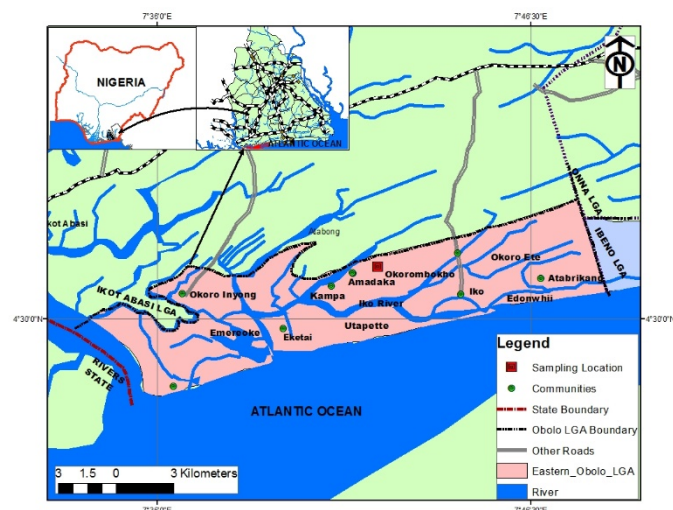 7°36'0"E
7°46'30"E
NIGERIA
ATLANTIC OCEAN
N
kot Abasi
Atabong
ONNA LGA
IBENO LGA
Okoro Ete
Okorombokho
Amadaka
Atabrikang
Okoro Inyong
Kampa
Iko
IKOT ABASI LGA
Iko River
Edonwhii
4°30'0"N
4°30'0"N
Emereoke
Eketai
Utapette
RIVERS STATE
ATLANTIC OCEAN
Legend
Sampling Location
Communities
State Boundary
Obolo LGA Boundary
Other Roads
Eastern_Obolo_LGA
River
3 1.5 0 3 Kilometers